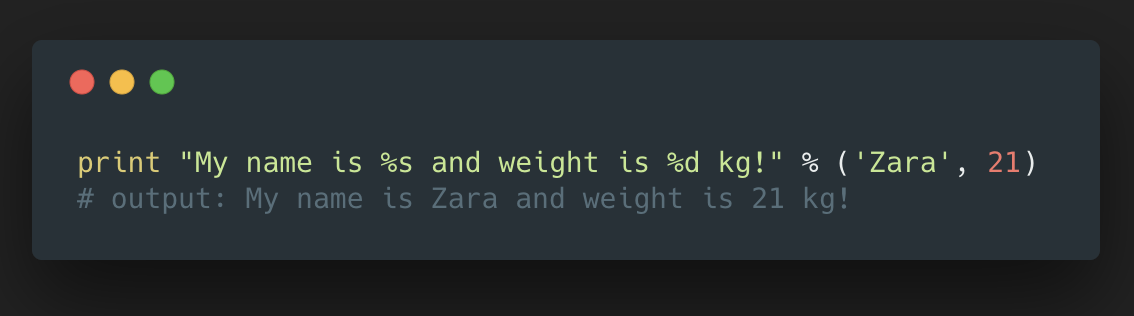 print "My name is %s and weight is %d kg!" % ('Zara', 21)
# output: My name is Zara and weight is 21 kg!